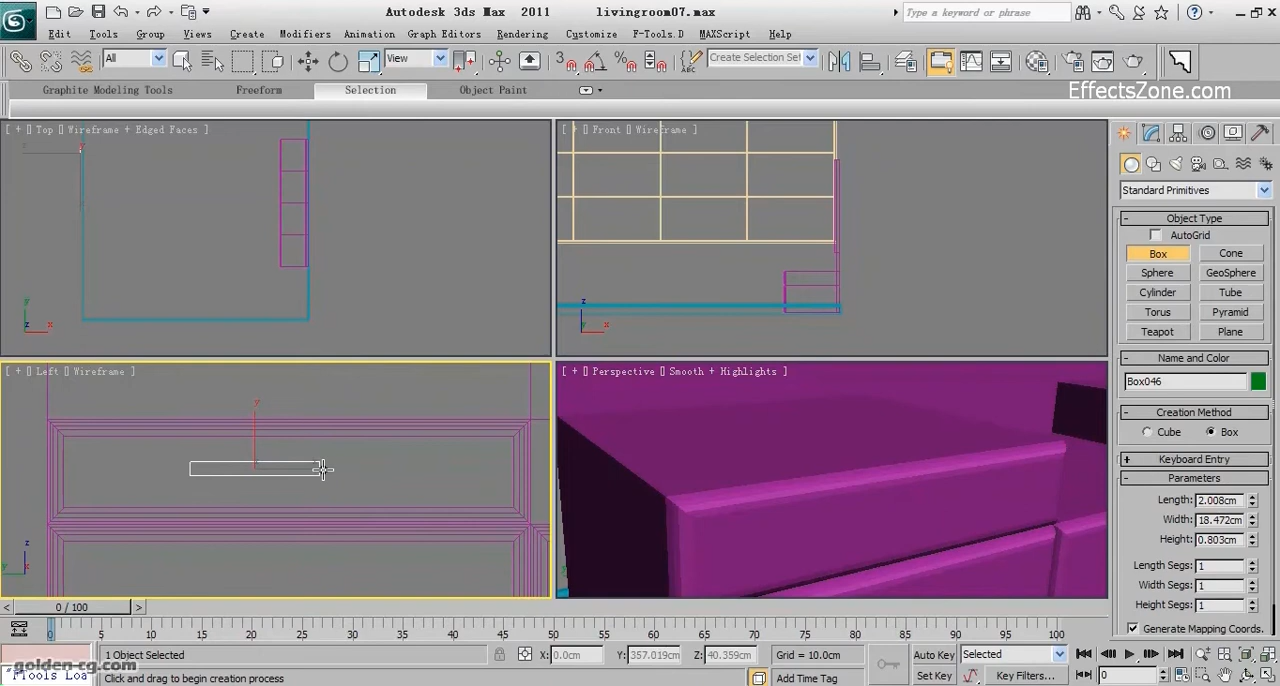 Autodesk 3ds Max 2011 livingroom07.max
Type a keyword or phrase
Edit Tools Group Views Create Modifiers Animation Graph Editors Rendering Customize F-Tools.D MAXScript Help
All View 3 Create Selection Set
Graphite Modeling Tools Freeform Selection Object Paint
EffectsZone.com
[ + [] Top [] Wireframe + Edged Faces ]
[ + [] Front [] Wireframe ]
Standard Primitives
Object Type
AutoGrid
Box Cone
Sphere GeoSphere
Cylinder Tube
Torus Pyramid
Teapot Plane
[ + [] Left [] Wireframe ]
[ + [] Perspective [] Smooth + Highlights ]
Name and Color
Box046
Creation Method
Cube Box
Keyboard Entry
Parameters
Length: 2.008cm
Width: 18.472cm
Height: 0.803cm
Length Segs: 1
Width Segs: 1
Height Segs: 1
Generate Mapping Coords.
0 / 100
0 5 10 15 20 25 30 35 40 45 50 55 60 65 70 75 80 85 90 95 100
1 Object Selected X: 0.0cm Y: 357.019cm Z: 40.359cm Grid = 10.0cm Auto Key Selected
golden-cg.com
"FTools Loa Click and drag to begin creation process Add Time Tag Set Key Key Filters... 0